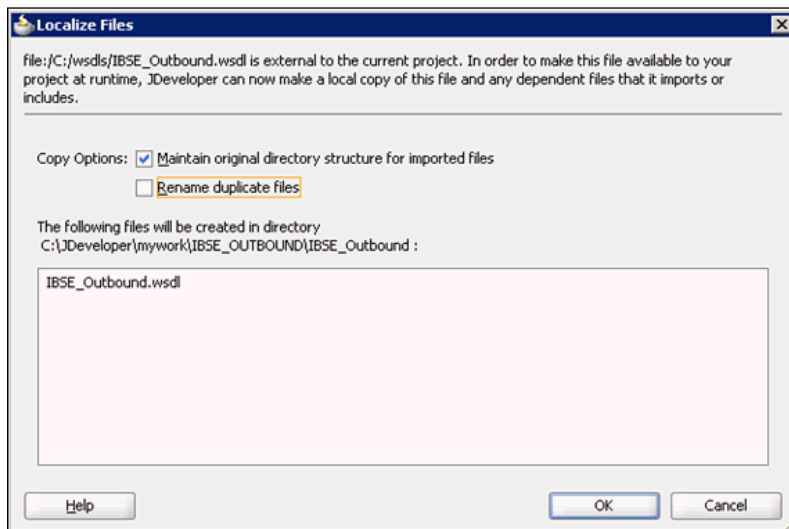 Localize Files
file:/C:/wsdls/IBSE_Outbound.wsdl is external to the current project. In order to make this file available to your
project at runtime, JDeveloper can now make a local copy of this file and any dependent files that it imports or
includes.
Copy Options: Maintain original directory structure for imported files
Rename duplicate files
The following files will be created in directory
C:\JDeveloper\mywork\IBSE_OUTBOUND\IBSE_Outbound :
IBSE_Outbound.wsdl
Help OK Cancel